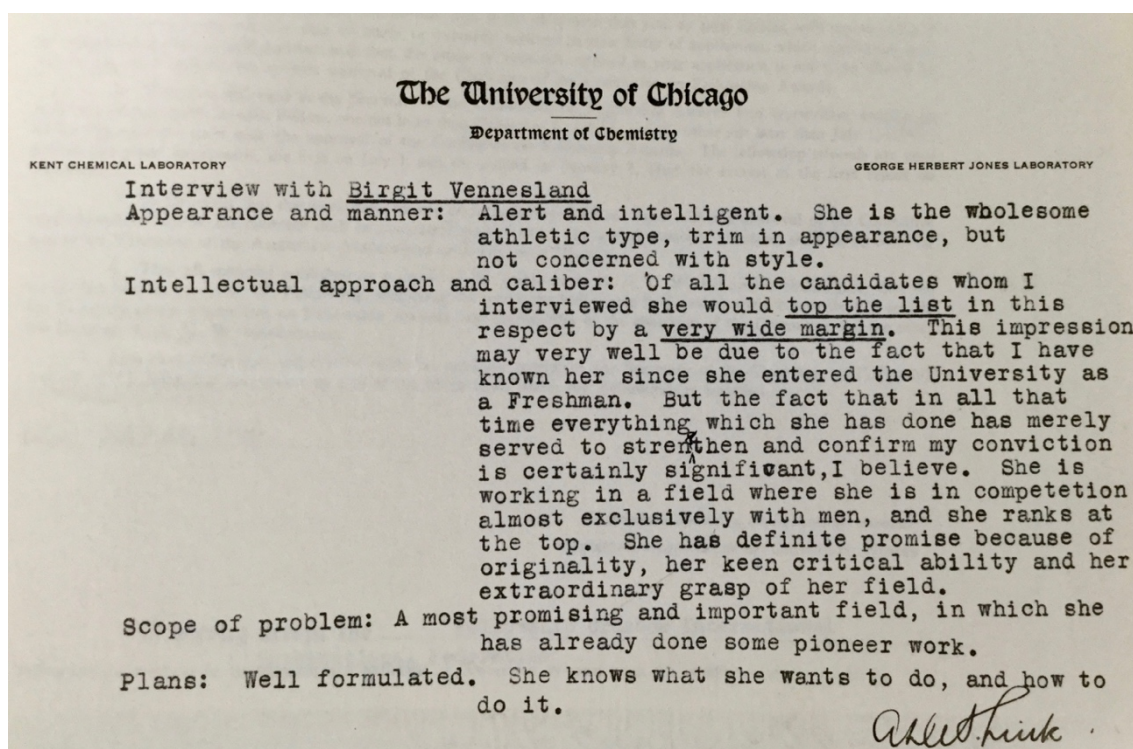 The University of Chicago
Department of Chemistry
KENT CHEMICAL LABORATORY GEORGE HERBERT JONES LABORATORY
Interview with Birgit Vennesland
Appearance and manner: Alert and intelligent. She is the wholesome
athletic type, trim in appearance, but
not concerned with style.
Intellectual approach and caliber: Of all the candidates whom I
interviewed she would top the list in this
respect by a very wide margin. This impression
may very well be due to the fact that I have
known her since she entered the University as
a Freshman. But the fact that in all that
time everything which she has done has merely
served to strengthen and confirm my conviction
is certainly significant,I believe. She is
working in a field where she is in competetion
almost exclusively with men, and she ranks at
the top. She has definite promise because of
originality, her keen critical ability and her
extraordinary grasp of her field.
Scope of problem: A most promising and important field, in which she
has already done some pioneer work.
Plans: Well formulated. She knows what she wants to do, and how to
do it.